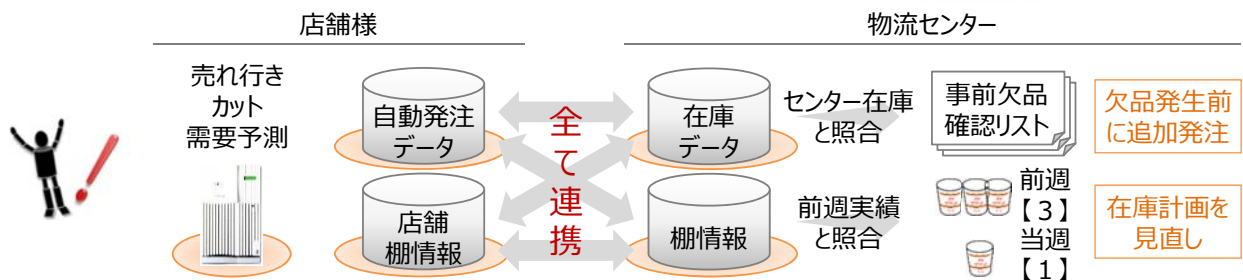 店舗様
物流センター
売れ行き
カット
需要予測
自動発注
データ
店舗
棚情報
全て連携
在庫
データ
棚情報
センター在庫
と照合
事前欠品
確認リスト
欠品発生前
に追加発注
前週実績
と照合
前週
【3】
当週
【1】
在庫計画を
見直し